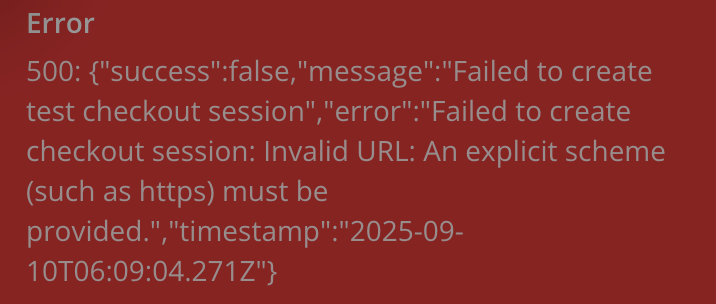 Error
500: {"success":false,"message":"Failed to create
test checkout session","error":"Failed to create
checkout session: Invalid URL: An explicit scheme
(such as https) must be
provided.","timestamp":"2025-09-
10T06:09:04.271Z"}